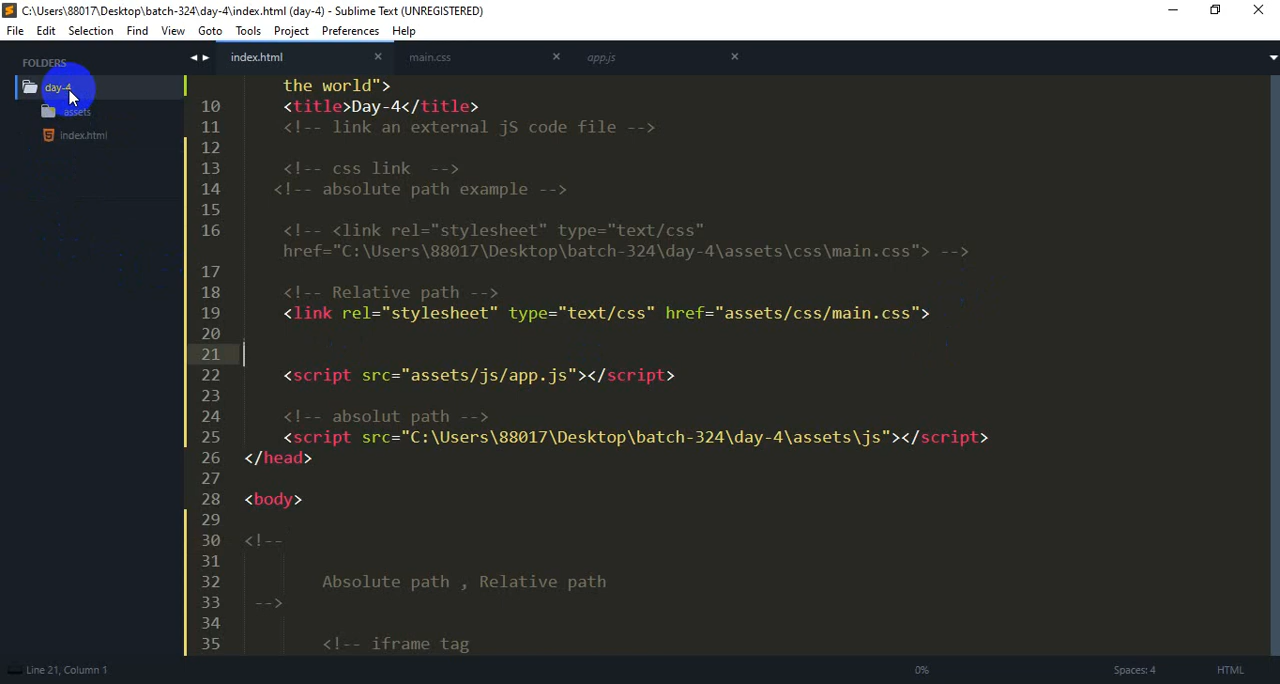 C:\Users\88017\Desktop\batch-324\day-4\index.html (day-4) - Sublime Text (UNREGISTERED)
File Edit Selection Find View Goto Tools Project Preferences Help
FOLDERS
day-4
assets
index.html
index.html main.css app.js
the world">
10 <title>Day-4</title>
11 <!-- link an external jS code file -->
12
13 <!-- css link  -->
14 <!-- absolute path example -->
15
16 <!-- <link rel="stylesheet" type="text/css"
href="C:\Users\88017\Desktop\batch-324\day-4\assets\css\main.css"> -->
17
18 <!-- Relative path -->
19 <link rel="stylesheet" type="text/css" href="assets/css/main.css">
20
21
22 <script src="assets/js/app.js"></script>
23
24 <!-- absolut path -->
25 <script src="C:\Users\88017\Desktop\batch-324\day-4\assets\js"></script>
26 </head>
27
28 <body>
29
30 <!--
31
32 Absolute path , Relative path
33 -->
34
35 <!-- iframe tag
Line 21, Column 1 0% Spaces: 4 HTML